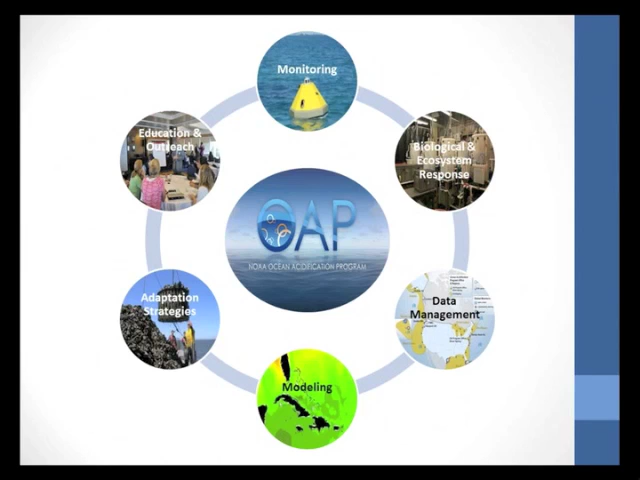 Monitoring
Education &
Outreach
Biological &
Ecosystem
Response
OAP
NOAA OCEAN ACIDIFICATION PROGRAM
Adaptation
Strategies
Data
Management
Modeling